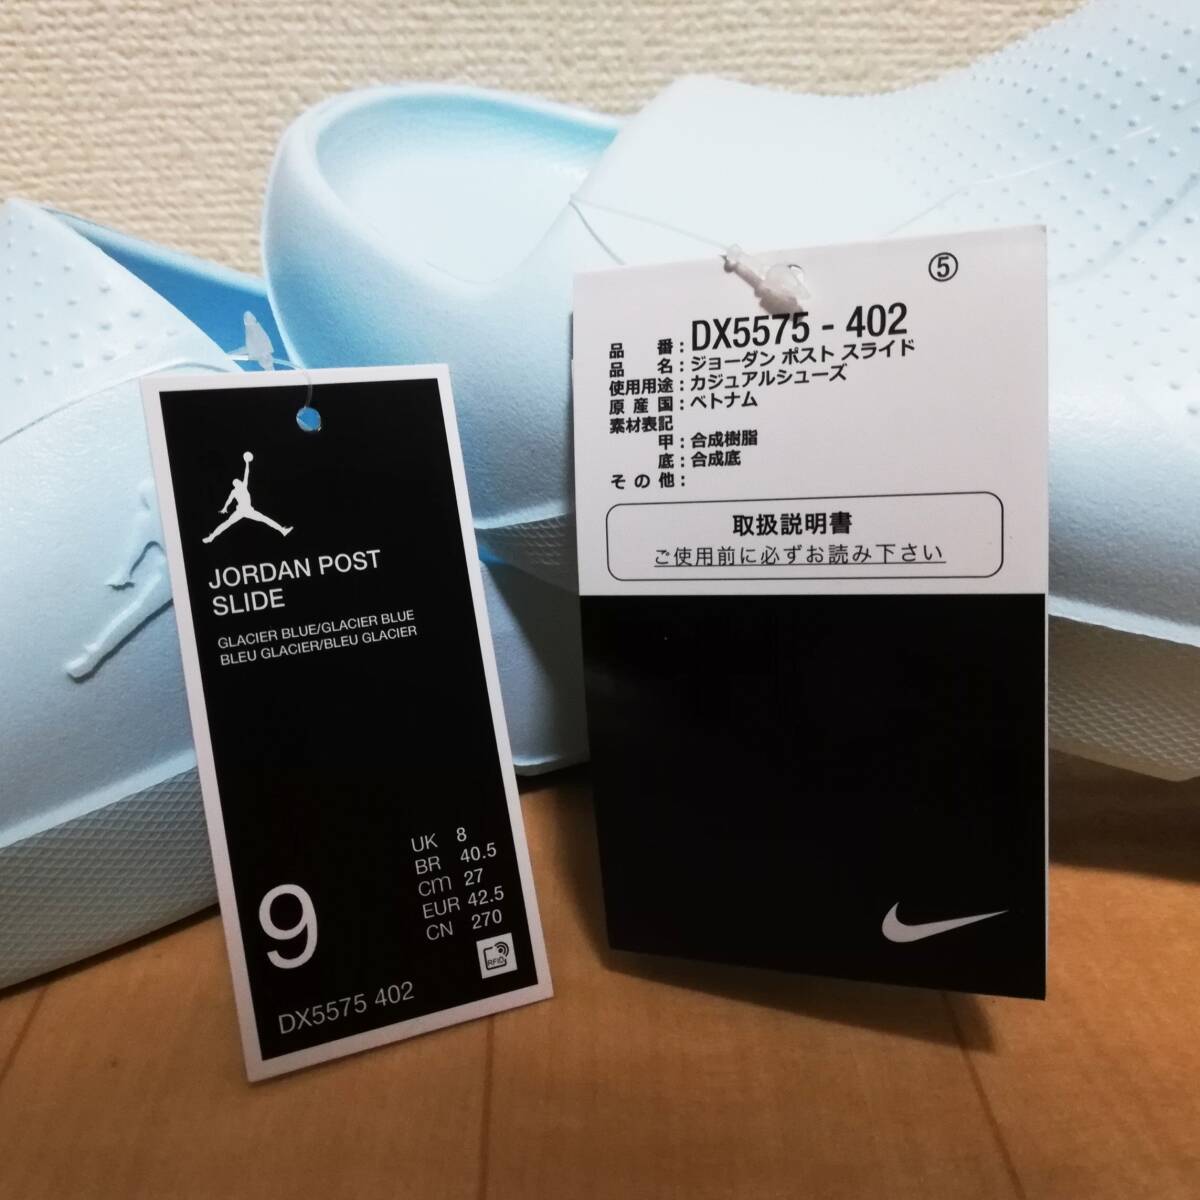 JORDAN POST
SLIDE
GLACIER BLUE/GLACIER BLUE
BLEU GLACIER/BLEU GLACIER
UK 8
BR 40.5
cm 27
EUR 42.5
CN 270
RFID
9
DX5575 402
⑤
品番:DX5575-402
品名:ジョーダン ポスト スライド
使用用途:カジュアルシューズ
原産国:ベトナム
素材表記
甲:合成樹脂
底:合成底
その他:
取扱説明書
ご使用前に必ずお読み下さい